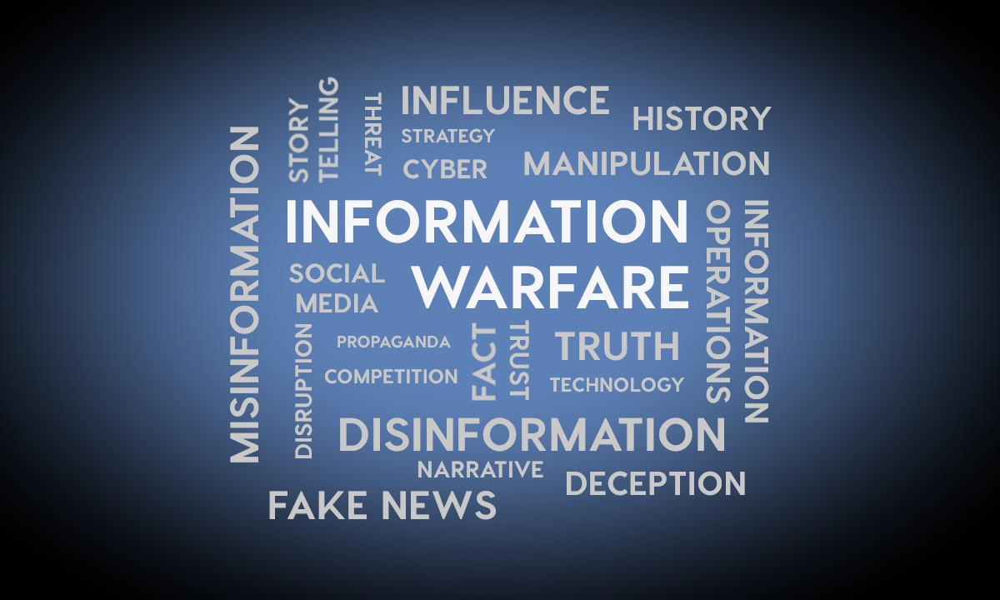 STORY
TELLING
THREAT
INFLUENCE
STRATEGY
CYBER
HISTORY
MANIPULATION
MISINFORMATION
INFORMATION
WARFARE
INFORMATION
OPERATIONS
SOCIAL
MEDIA
DISRUPTION
PROPAGANDA
COMPETITION
FACT
TRUST
TRUTH
TECHNOLOGY
DISINFORMATION
NARRATIVE
DECEPTION
FAKE NEWS